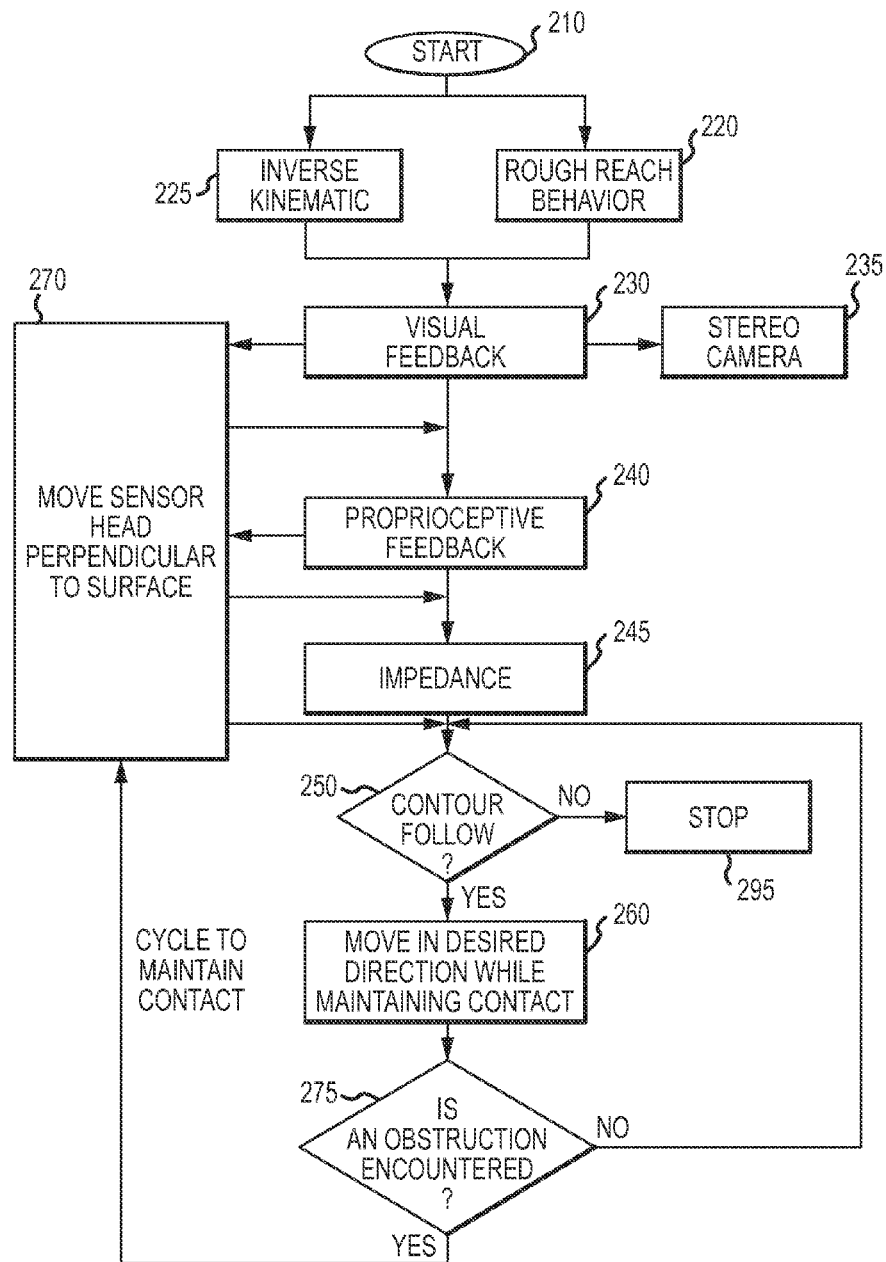 210
START
220
225
INVERSE
KINEMATIC
ROUGH REACH
BEHAVIOR
270
230
235
VISUAL
FEEDBACK
STEREO
CAMERA
240
MOVE SENSOR
HEAD
PERPENDICULAR
TO SURFACE
PROPRIOCEPTIVE
FEEDBACK
245
IMPEDANCE
250
CONTOUR
FOLLOW
?
NO
STOP
295
YES
260
CYCLE TO
MAINTAIN
CONTACT
MOVE IN DESIRED
DIRECTION WHILE
MAINTAINING CONTACT
275
IS
AN OBSTRUCTION
ENCOUNTERED
?
NO
YES